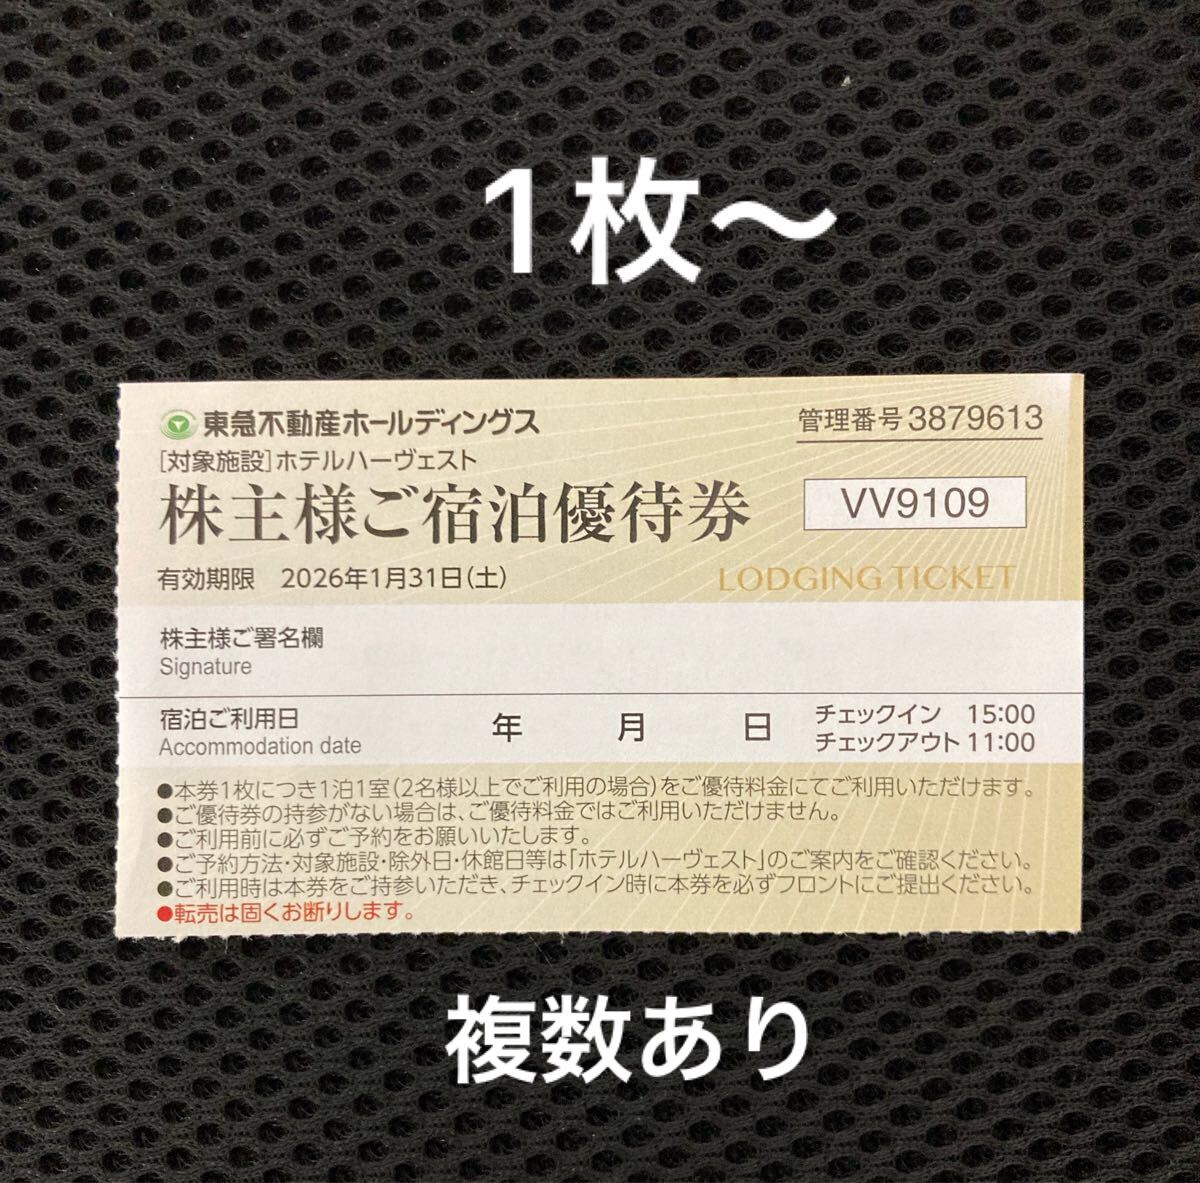 1枚～
東急不動産ホールディングス
管理番号3879613
[対象施設]ホテルハーヴェスト
株主様ご宿泊優待券
VV9109
有効期限 2026年1月31日(土)
LODGING TICKET
株主様ご署名欄
Signature
宿泊ご利用日
Accommodation date
年 月 日
チェックイン 15:00
チェックアウト 11:00
●本券1枚につき1泊1室(2名様以上でご利用の場合)をご優待料金にてご利用いただけます。
●ご優待券の持参がない場合は、ご優待料金ではご利用いただけません。
●ご利用前に必ずご予約をお願いいたします。
●ご予約方法・対象施設・除外日・休館日等は「ホテルハーヴェスト」のご案内をご確認ください。
●ご利用時は本券をご持参いただき、チェックイン時に本券を必ずフロントにご提出ください。
●転売は固くお断りします。
複数あり